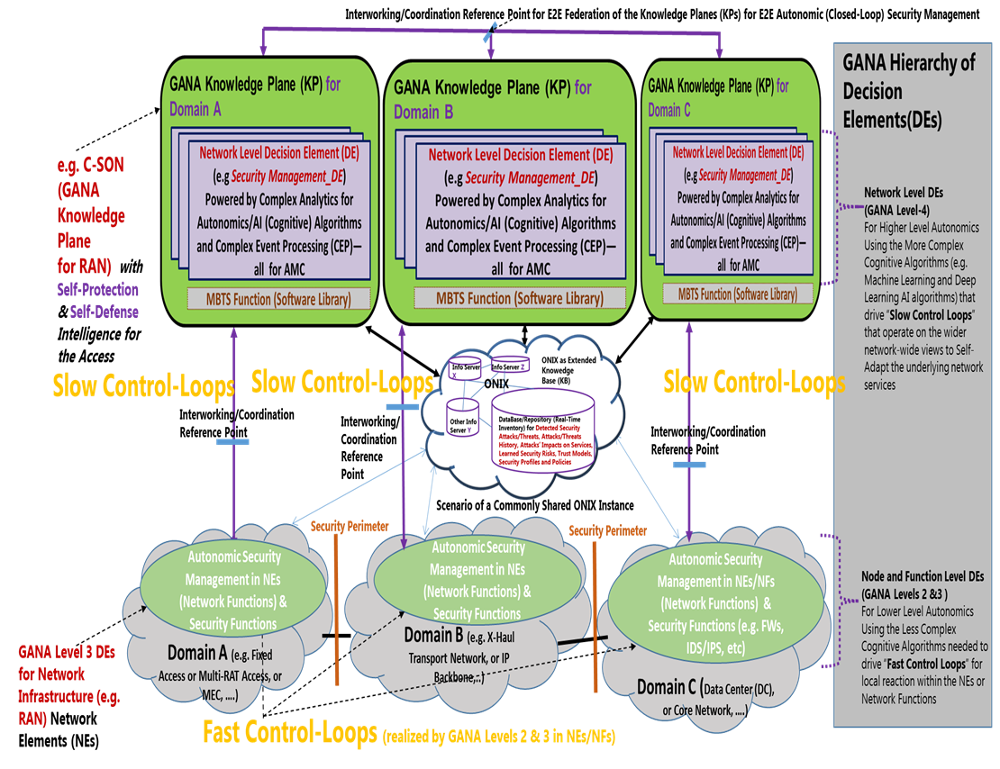 Interworking/Coordination Reference Point for E2E Federation of the Knowledge Planes (KPs) for E2E Autonomic (Closed-Loop) Security Management
GANA Knowledge Plane (KP) for
Domain A
Network Level Decision Element (DE)
(e.g Security Management_DE)
Powered by Complex Analytics for
Autonomics/AI (Cognitive) Algorithms
and Complex Event Processing (CEP)—
all for AMC
MBTS Function (Software Library)
GANA Knowledge Plane (KP) for
Domain B
Network Level Decision Element (DE)
(e.g Security Management_DE)
Powered by Complex Analytics for
Autonomics/AI (Cognitive) Algorithms
and Complex Event Processing (CEP)—
all for AMC
MBTS Function (Software Library)
GANA Knowledge Plane (KP) for
Domain C
Network Level Decision Element (DE)
(e.g Security Management_DE)
Powered by Complex Analytics for
Autonomics/AI (Cognitive) Algorithms
and Complex Event Processing (CEP)—
all for AMC
MBTS Function (Software Library)
GANA Hierarchy of
Decision
Elements(DEs)
Network Level DEs
(GANA Level-4)
For Higher Level Autonomics
Using the More Complex
Cognitive Algorithms (e.g.
Machine Learning and Deep
Learning AI algorithms) that
drive "Slow Control Loops"
that operate on the wider
network-wide views to Self-
Adapt the underlying network
services
Node and Function Level DEs
(GANA Levels 2 &3 )
For Lower Level Autonomics
Using the Less Complex
Cognitive Algorithms needed to
drive "Fast Control Loops" for
local reaction within the NEs or
Network Functions
e.g. C-SON
(GANA
Knowledge
Plane
for RAN) with
Self-Protection
& Self-Defense
Intelligence for
the Access
Slow Control-Loops
Slow Control-Loops
Slow Control-Loops
Interworking/Coordination
Reference Point
Interworking/
Coordination
Reference
Point
Interworking/Coordination
Reference Point
Info Server
X
Info Server Z
ONIX
ONIX as Extended
Knowedge
Base (KB)
Other Info
Server Y
DataBase/Repository (Real-Time
Inventory) for Detected Security
Attacks/Threats, Attacks/Threats
History, Attacks' Impacts on Services,
Learned Security Risks, Trust Models,
Security Profiles and Policies
Scenario of a Commonly Shared ONIX Instance
Security Perimeter
Security Perimeter
Autonomic Security
Management in NEs
(Network Functions) &
Security Functions
Domain A (e.g. Fixed
Access or Multi-RAT Access, or
MEC, ....)
Autonomic Security
Management in NEs
(Network Functions) &
Security Functions
Domain B (e.g. X-Haul
Transport Network, or IP
Backbone,..)
Autonomic Security
Management in NEs/NFs
(Network Functions) &
Security Functions (e.g. FWs,
IDS/IPS, etc)
Domain C (Data Center (DC),
or Core Network, ....)
GANA Level 3 DEs
for Network
Infrastructure (e.g.
RAN) Network
Elements (NEs)
Fast Control-Loops (realized by GANA Levels 2 & 3 in NEs/NFs)